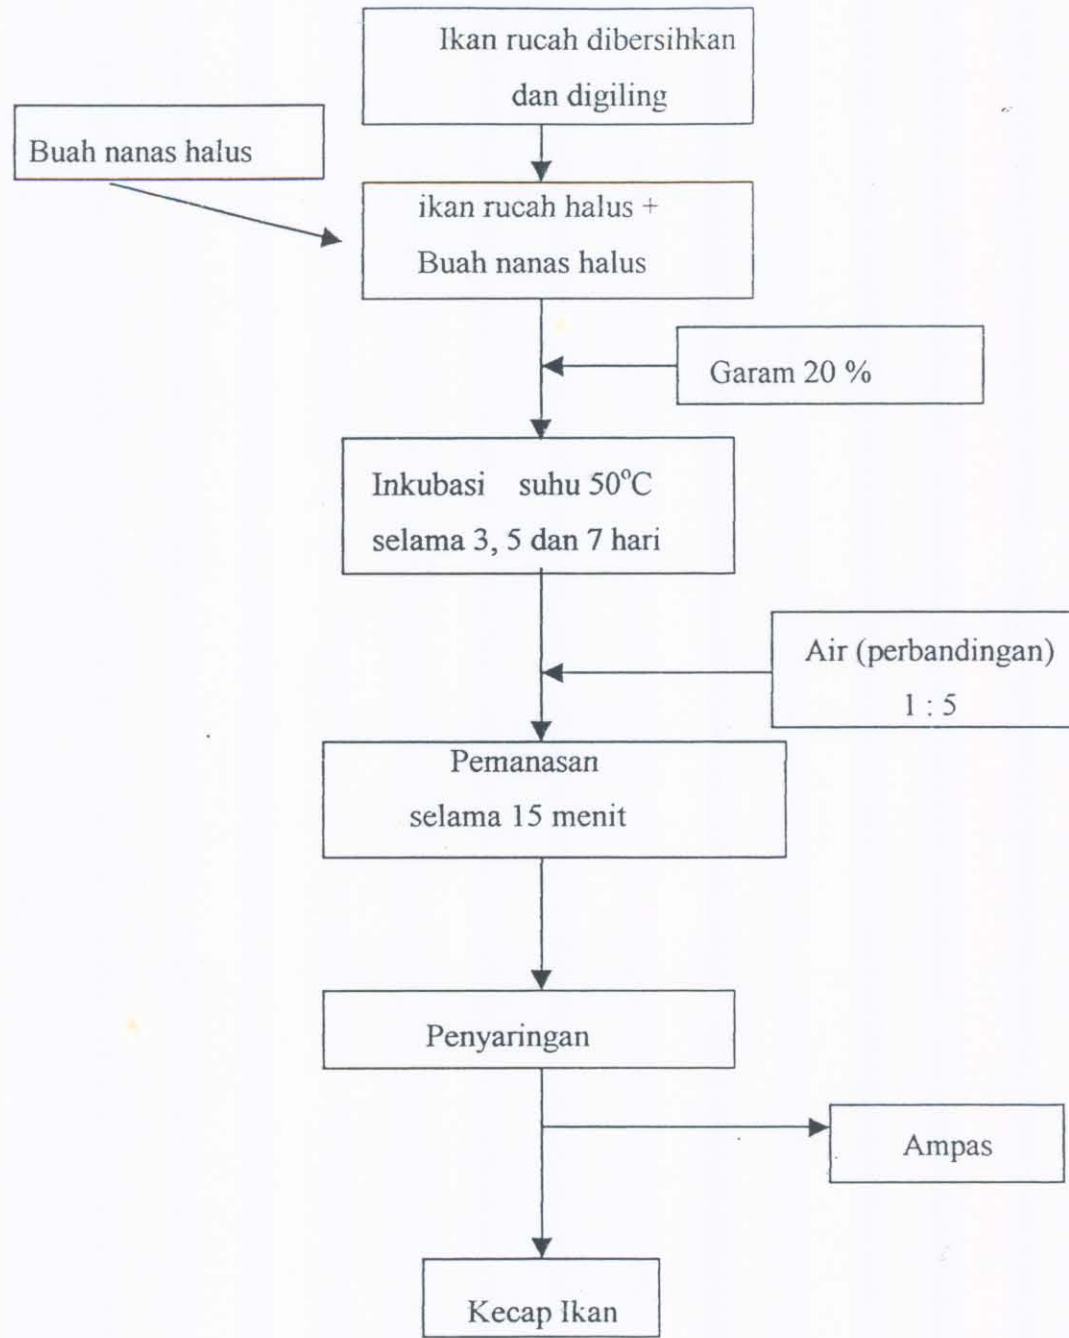 Ikan rucah dibersihkan
dan digiling
Buah nanas halus
ikan rucah halus +
Buah nanas halus
Garam 20 %
Inkubasi suhu 50°C
selama 3, 5 dan 7 hari
Air (perbandingan)
1 : 5
Pemanasan
selama 15 menit
Penyaringan
Ampas
Kecap Ikan